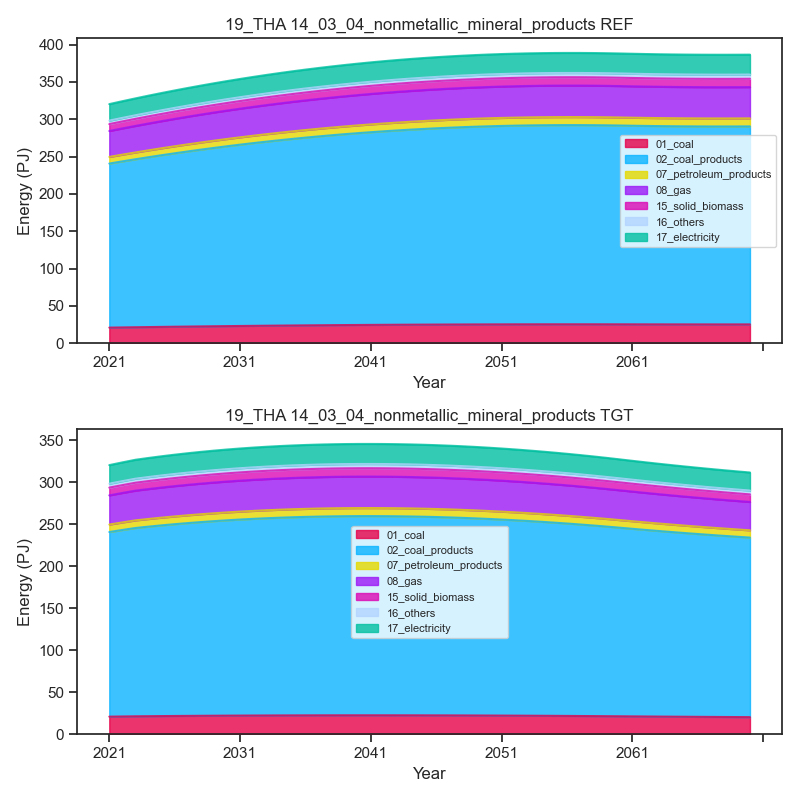 19_THA 14_03_04_nonmetallic_mineral_products REF
400
350
300
250
200
150
100
50
0
Energy (PJ)
01_coal
02_coal_products
07_petroleum_products
08_gas
15_solid_biomass
16_others
17_electricity
2021 2031 2041 2051 2061
Year
19_THA 14_03_04_nonmetallic_mineral_products TGT
350
300
250
200
150
100
50
0
Energy (PJ)
01_coal
02_coal_products
07_petroleum_products
08_gas
15_solid_biomass
16_others
17_electricity
2021 2031 2041 2051 2061
Year